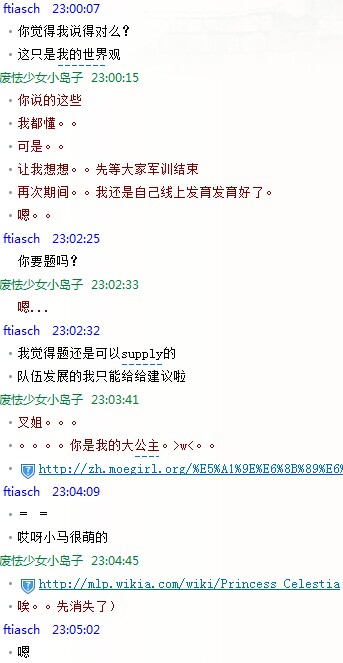 ftiasch 23:00:07
你觉得我说得对么？
这只是我的世界观
废怯少女小岛子 23:00:15
你说的这些
我都懂。。
可是。。
让我想想。。先等大家军训结束
再次期间。。我还是自己线上发育发育好了。
嗯。。
ftiasch 23:02:25
你要题吗？
废怯少女小岛子 23:02:33
嗯...
ftiasch 23:02:32
我觉得题还是可以supply的
队伍发展的我只能给给建议啦
废怯少女小岛子 23:03:41
叉姐。。。
。。。。你是我的大公主。>w<。。
http://zh.moegirl.org/%E5%A1%9E%E6%8B%89%E6%
ftiasch 23:04:09
＝ ＝
哎呀小马很萌的
废怯少女小岛子 23:04:45
http://mlp.wikia.com/wiki/Princess_Celestia
唉。。先消失了）
ftiasch 23:05:02
嗯